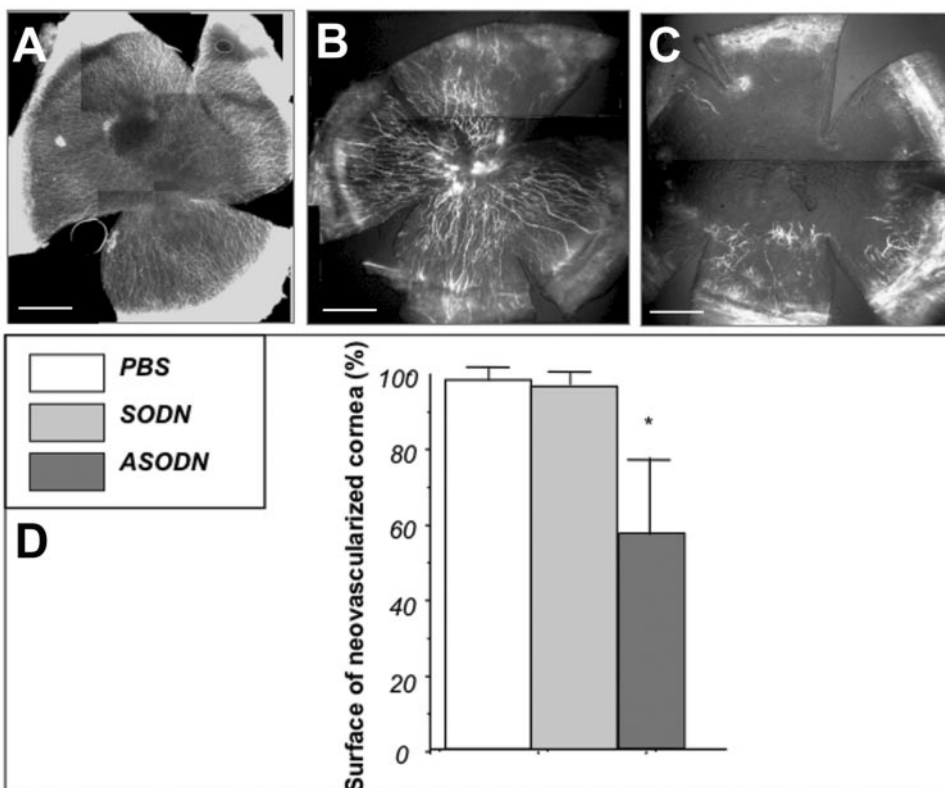 A
B
C
PBS
SODN
ASODN
D
Surface of neovascularized cornea (%)
100
80
60
40
20
0
*